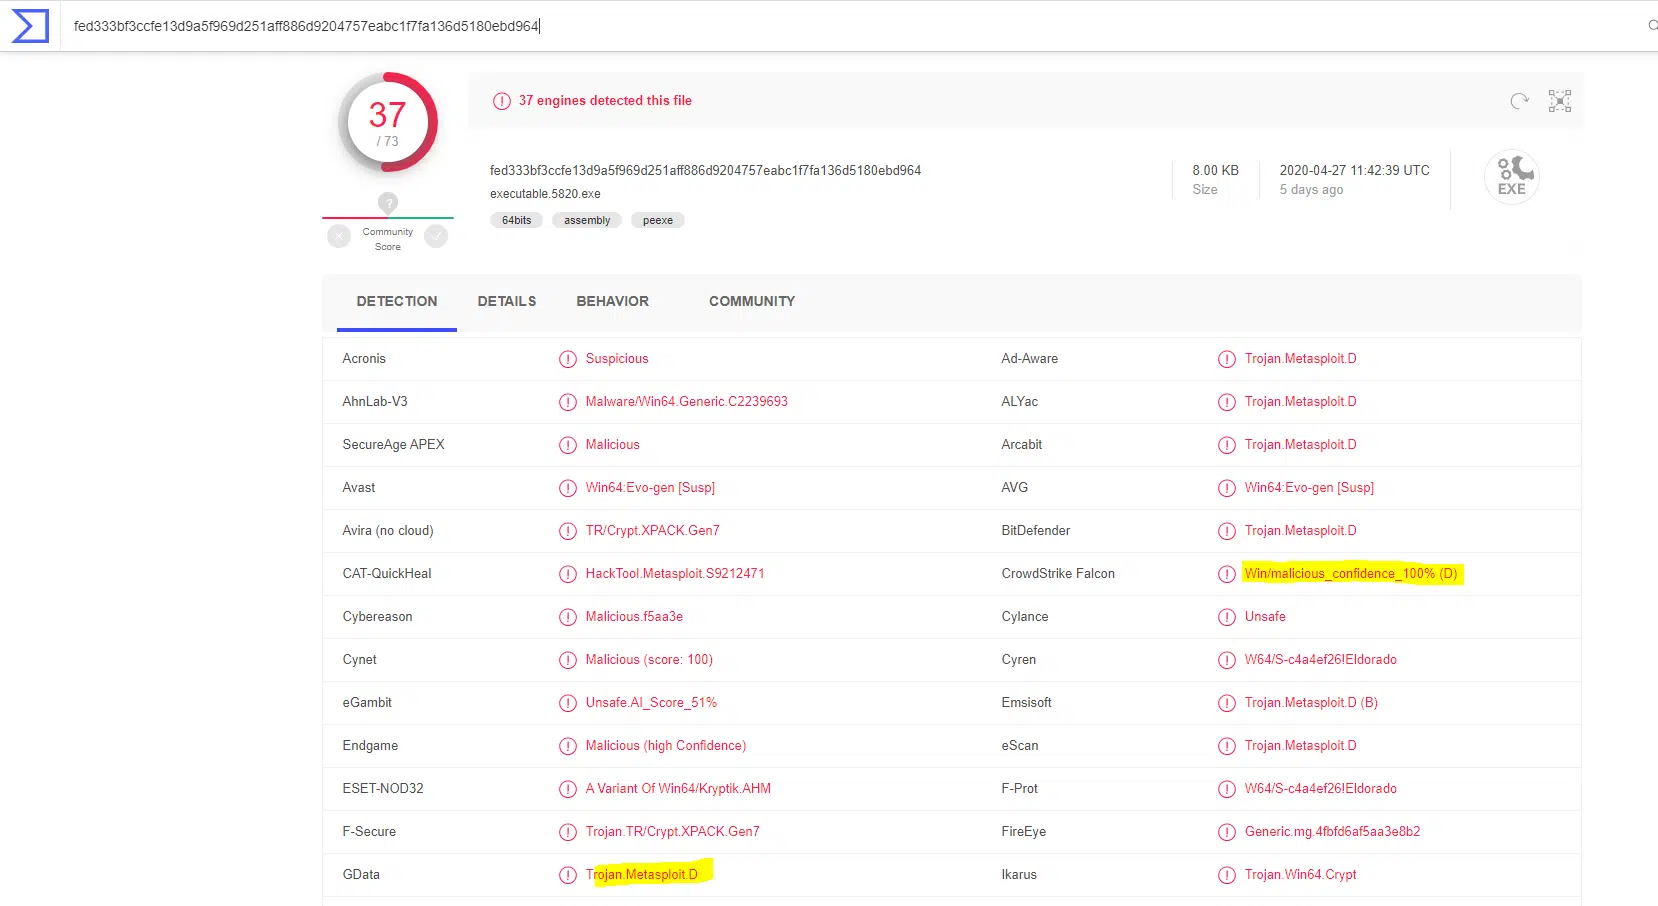 fed333bf3ccfe13d9a5f969d251aff886d9204757eabc1f7fa136d5180ebd964
37
/ 73
37 engines detected this file
fed333bf3ccfe13d9a5f969d251aff886d9204757eabc1f7fa136d5180ebd964
executable.5820.exe
64bits assembly peexe
8.00 KB
Size
2020-04-27 11:42:39 UTC
5 days ago
EXE
?
Community
Score
DETECTION DETAILS BEHAVIOR COMMUNITY
Acronis Suspicious Ad-Aware Trojan.Metasploit.D
AhnLab-V3 Malware/Win64.Generic.C2239693 ALYac Trojan.Metasploit.D
SecureAge APEX Malicious Arcabit Trojan.Metasploit.D
Avast Win64:Evo-gen [Susp] AVG Win64:Evo-gen [Susp]
Avira (no cloud) TR/Crypt.XPACK.Gen7 BitDefender Trojan.Metasploit.D
CAT-QuickHeal HackTool.Metasploit.S9212471 CrowdStrike Falcon Win/malicious_confidence_100% (D)
Cybereason Malicious.f5aa3e Cylance Unsafe
Cynet Malicious (score: 100) Cyren W64/S-c4a4ef26!Eldorado
eGambit Unsafe.AI_Score_51% Emsisoft Trojan.Metasploit.D (B)
Endgame Malicious (high Confidence) eScan Trojan.Metasploit.D
ESET-NOD32 A Variant Of Win64/Kryptik.AHM F-Prot W64/S-c4a4ef26!Eldorado
F-Secure Trojan.TR/Crypt.XPACK.Gen7 FireEye Generic.mg.4fbfd6af5aa3e8b2
GData Trojan.Metasploit.D Ikarus Trojan.Win64.Crypt